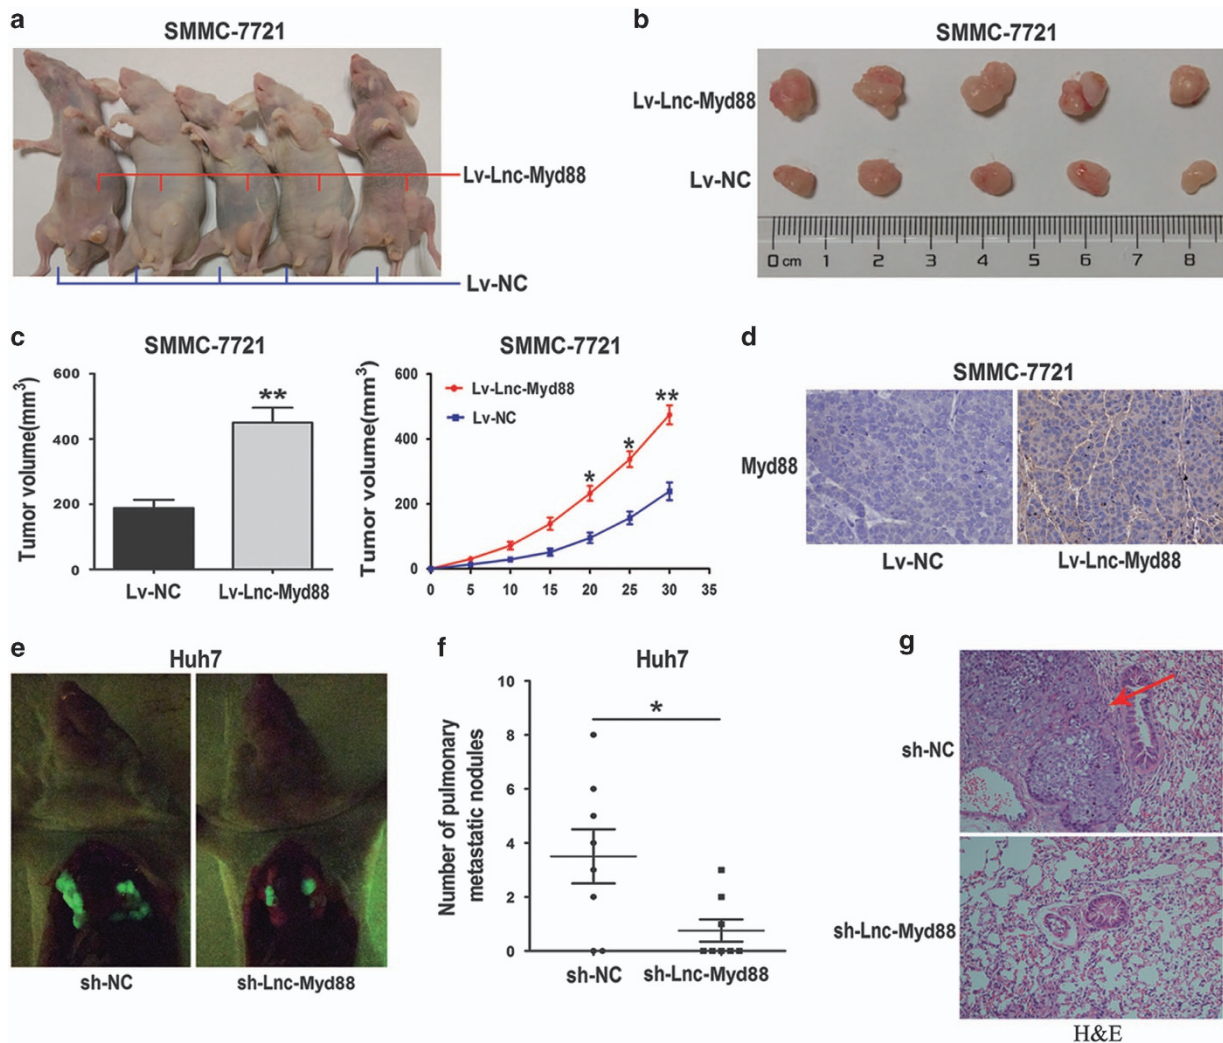 a
SMMC-7721
Lv-Lnc-Myd88
Lv-NC
b
SMMC-7721
Lv-Lnc-Myd88
Lv-NC
0 cm 1 2 3 4 5 6 7 8
c
SMMC-7721
Tumor volume(mm3)
600
400
200
0
**
Lv-NC Lv-Lnc-Myd88
SMMC-7721
Tumor volume(mm3)
600
400
200
0
Lv-Lnc-Myd88
Lv-NC
* * **
0 5 10 15 20 25 30 35
d
SMMC-7721
Myd88
Lv-NC Lv-Lnc-Myd88
e
Huh7
sh-NC sh-Lnc-Myd88
f
Huh7
Number of pulmonary
metastatic nodules
10
8
6
4
2
0
*
sh-NC sh-Lnc-Myd88
g
sh-NC
sh-Lnc-Myd88
H&E